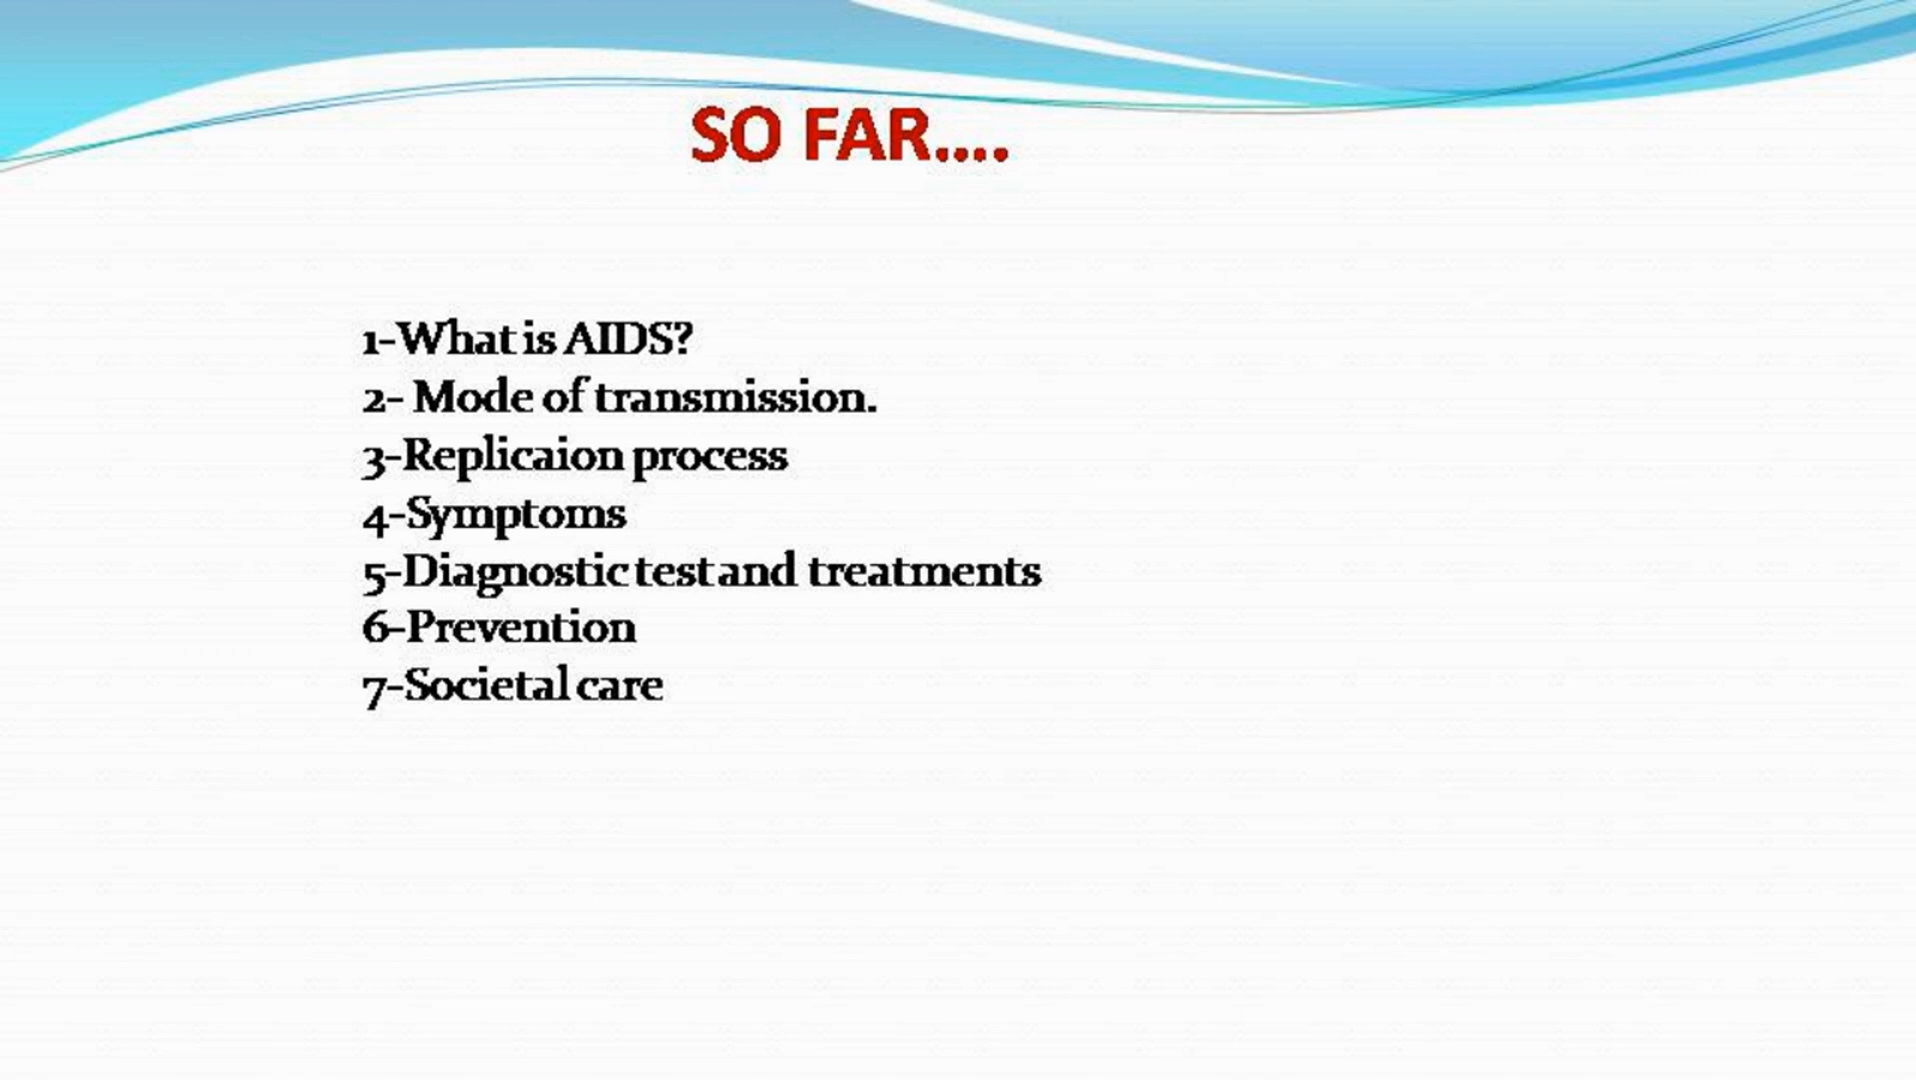 SO FAR....
1-What is AIDS?
2- Mode of transmission.
3-Replicaion process
4-Symptoms
5-Diagnostic test and treatments
6-Prevention
7-Societal care